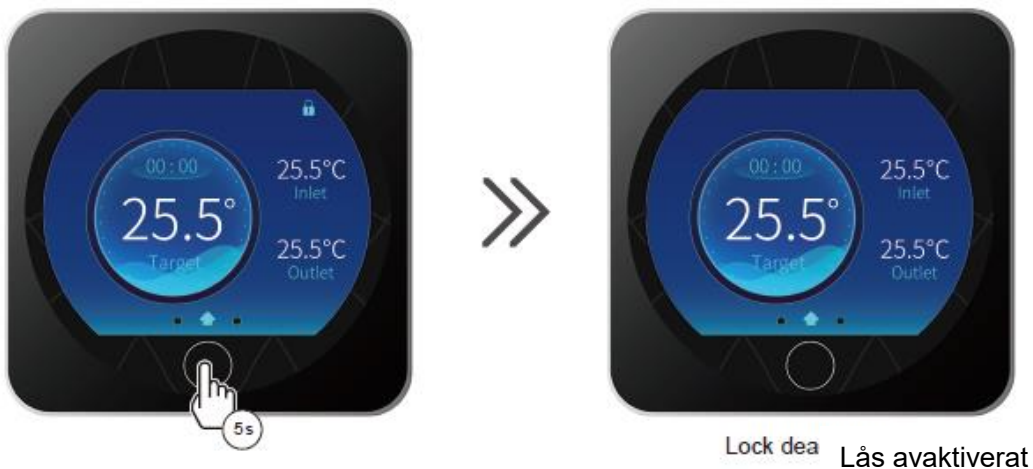 00:00
25.5°
Target
25.5°C
Inlet
25.5°C
Outlet
5s
00:00
25.5°
Target
25.5°C
Inlet
25.5°C
Outlet
Lock dea Lås avaktiverat